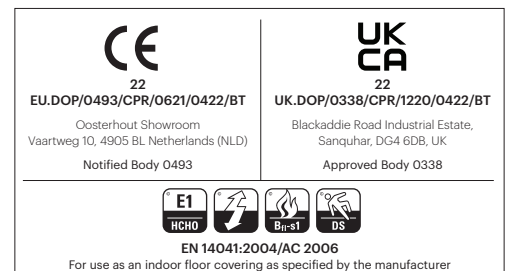 CE
22
EU.DOP/0493/CPR/0621/0422/BT
Oosterhout Showroom
Vaartweg 10, 4905 BL Netherlands (NLD)
Notified Body 0493
UK
CA
22
UK.DOP/0338/CPR/1220/0422/BT
Blackaddie Road Industrial Estate,
Sanquhar, DG4 6DB, UK
Approved Body 0338
E1
HCHO
Bfl-s1
DS
EN 14041:2004/AC 2006
For use as an indoor floor covering as specified by the manufacturer